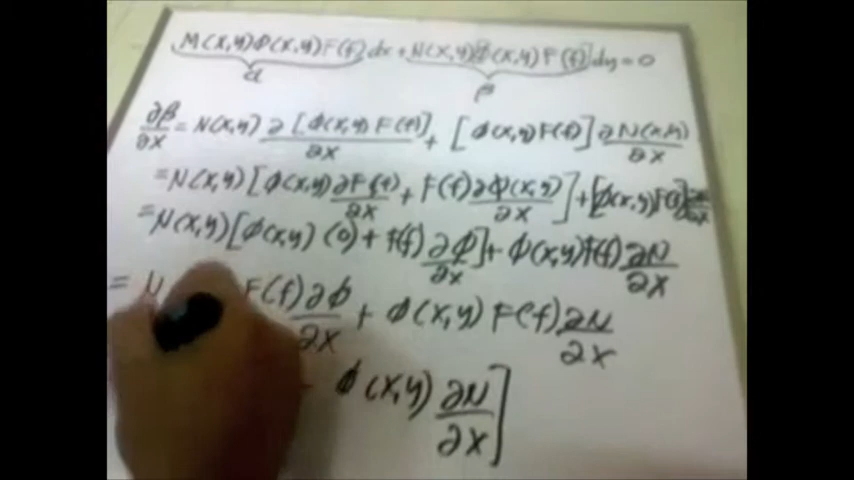 M(x,y)Φ(x,y)F(f)dx+N(x,y)Φ(x,y)F(f)dy=0
α β
∂β/∂x = N(x,y) ∂[Φ(x,y)F(f)]/∂x + [Φ(x,y)F(f)] ∂N(x,y)/∂x
=N(x,y)[Φ(x,y)∂F(f)/∂x + F(f)∂Φ(x,y)/∂x]+[Φ(x,y)F(f)]∂N/∂x
=N(x,y)[Φ(x,y)(0)+F(f)∂Φ/∂x]+Φ(x,y)F(f)∂N/∂x
= N F(f)∂Φ/∂x + Φ(x,y)F(f)∂N/∂x
Φ(x,y)∂N/∂x]